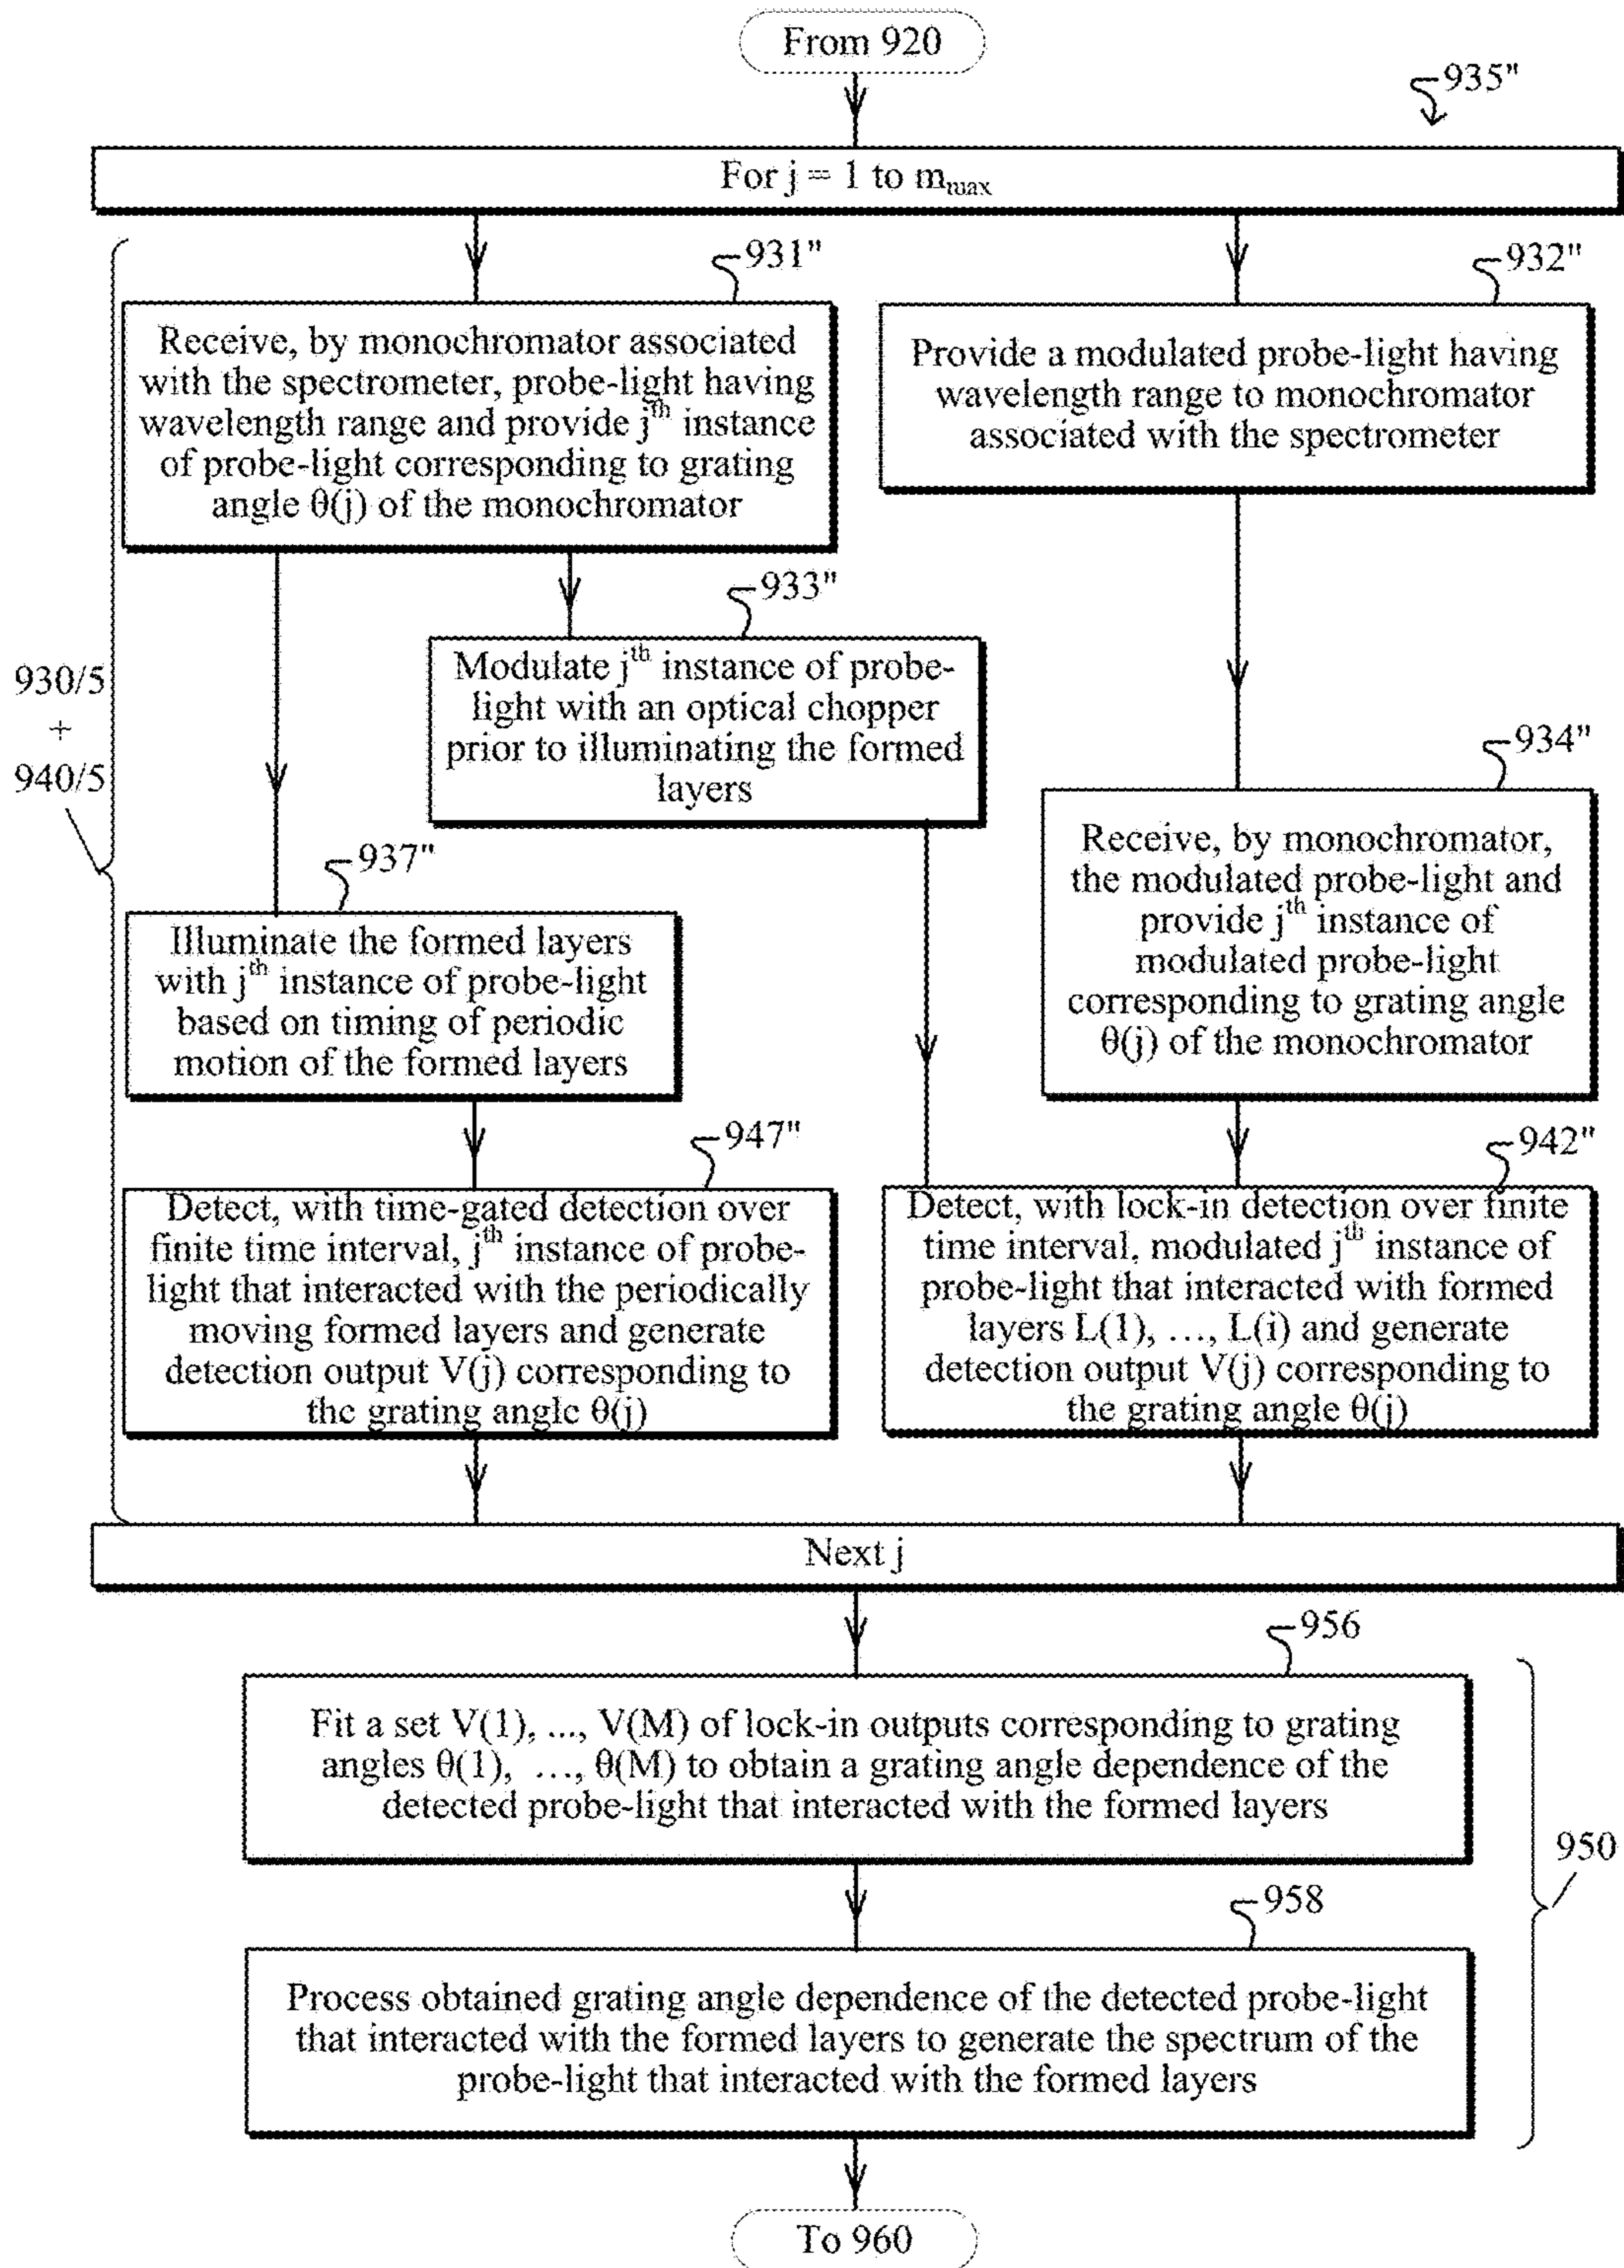 From 920
935"
For j = 1 to mmax
931"
Receive, by monochromator associated
with the spectrometer, probe-light having
wavelength range and provide jth instance
of probe-light corresponding to grating
angle θ(j) of the monochromator
932"
Provide a modulated probe-light having
wavelength range to monochromator
associated with the spectrometer
933"
Modulate jth instance of probe-
light with an optical chopper
prior to illuminating the formed
layers
930/5
+
940/5
934"
Receive, by monochromator,
the modulated probe-light and
provide jth instance of
modulated probe-light
corresponding to grating angle
θ(j) of the monochromator
937"
Illuminate the formed layers
with jth instance of probe-light
based on timing of periodic
motion of the formed layers
947"
Detect, with time-gated detection over
finite time interval, jth instance of probe-
light that interacted with the periodically
moving formed layers and generate
detection output V(j) corresponding to
the grating angle θ(j)
942"
Detect, with lock-in detection over finite
time interval, modulated jth instance of
probe-light that interacted with formed
layers L(1), ..., L(i) and generate
detection output V(j) corresponding to
the grating angle θ(j)
Next j
956
Fit a set V(1), ..., V(M) of lock-in outputs corresponding to grating
angles θ(1), ..., θ(M) to obtain a grating angle dependence of the
detected probe-light that interacted with the formed layers
950
958
Process obtained grating angle dependence of the detected probe-light
that interacted with the formed layers to generate the spectrum of the
probe-light that interacted with the formed layers
To 960